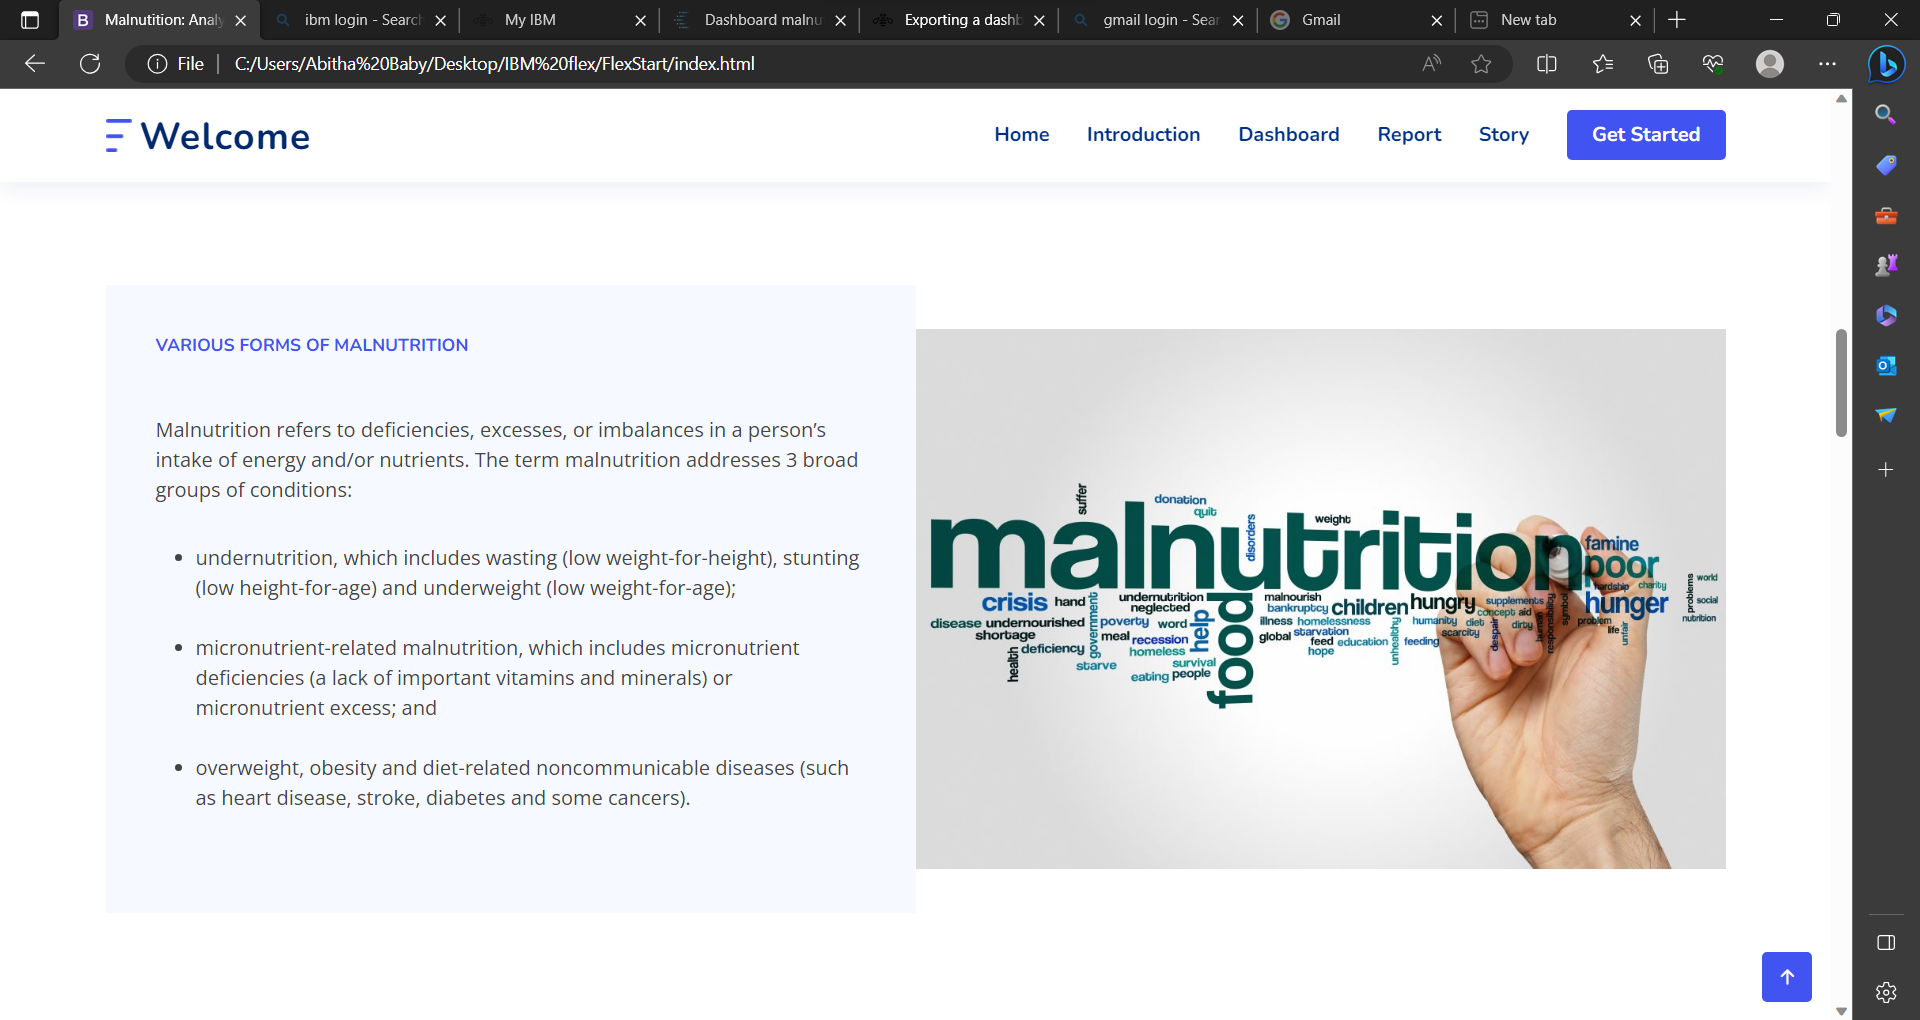 Malnutition: Analy
ibm login - Search
My IBM
Dashboard malnu
Exporting a dashb
gmail login - Sear
Gmail
New tab
File
C:/Users/Abitha%20Baby/Desktop/IBM%20flex/FlexStart/index.html
Welcome
Home
Introduction
Dashboard
Report
Story
Get Started
VARIOUS FORMS OF MALNUTRITION
Malnutrition refers to deficiencies, excesses, or imbalances in a person’s
intake of energy and/or nutrients. The term malnutrition addresses 3 broad
groups of conditions:
undernutrition, which includes wasting (low weight-for-height), stunting
(low height-for-age) and underweight (low weight-for-age);
micronutrient-related malnutrition, which includes micronutrient
deficiencies (a lack of important vitamins and minerals) or
micronutrient excess; and
overweight, obesity and diet-related noncommunicable diseases (such
as heart disease, stroke, diabetes and some cancers).
suffer
donation
quit
disorders
weight
malnutrition
famine
poor
hardship
charity
problems
world
social
nutrition
crisis
hand
government
undernutrition
neglected
malnourish
bankruptcy
children
hungry
supplements
concept
aid
symbol
hunger
disease
undernourished
poverty
word
help
food
illness
homelessness
humanity
diet
dirty
human
responsibility
problem
life
unfair
shortage
meal
recession
global
starvation
scarcity
despair
health
deficiency
homeless
feed
education
hope
unhealthy
feeding
starve
survival
eating
people